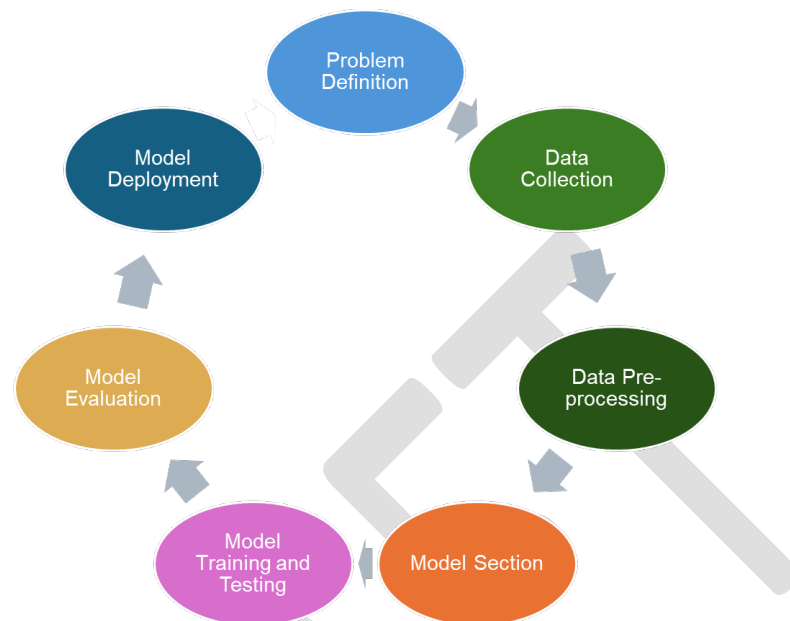 Problem
Definition
Data
Collection
Data Pre-
processing
Model Section
Model
Training and
Testing
Model
Evaluation
Model
Deployment